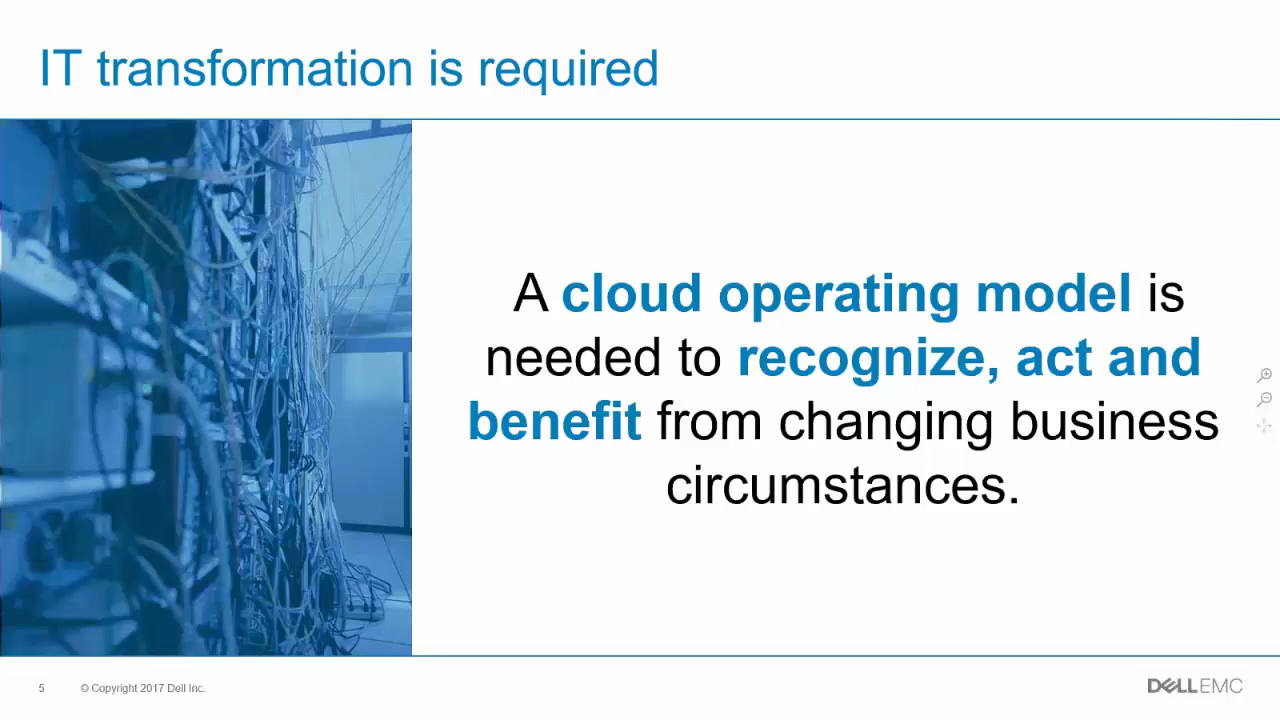 IT transformation is required
A cloud operating model is
needed to recognize, act and
benefit from changing business
circumstances.
5 © Copyright 2017 Dell Inc.
DELLEMC